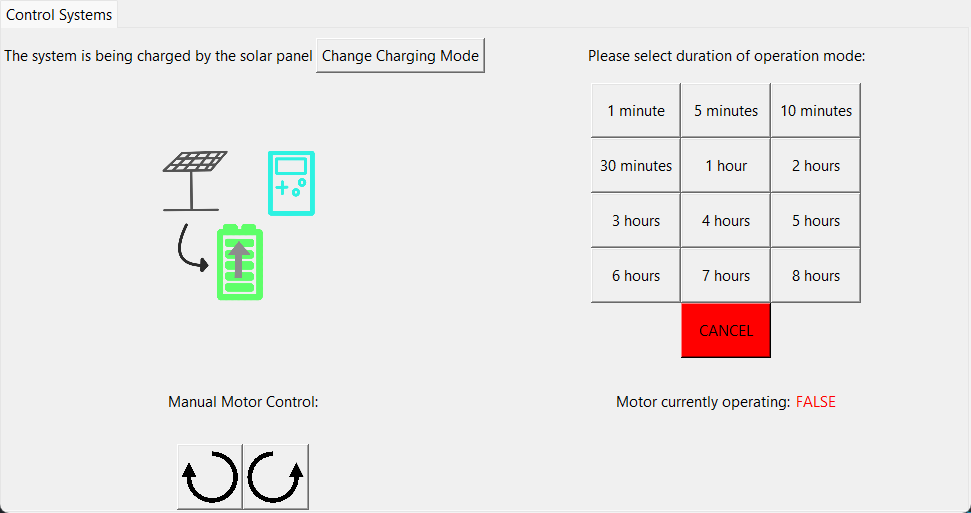 Control Systems
The system is being charged by the solar panel
Change Charging Mode
Please select duration of operation mode:
1 minute
5 minutes
10 minutes
30 minutes
1 hour
2 hours
3 hours
4 hours
5 hours
6 hours
7 hours
8 hours
CANCEL
Manual Motor Control:
Motor currently operating: FALSE